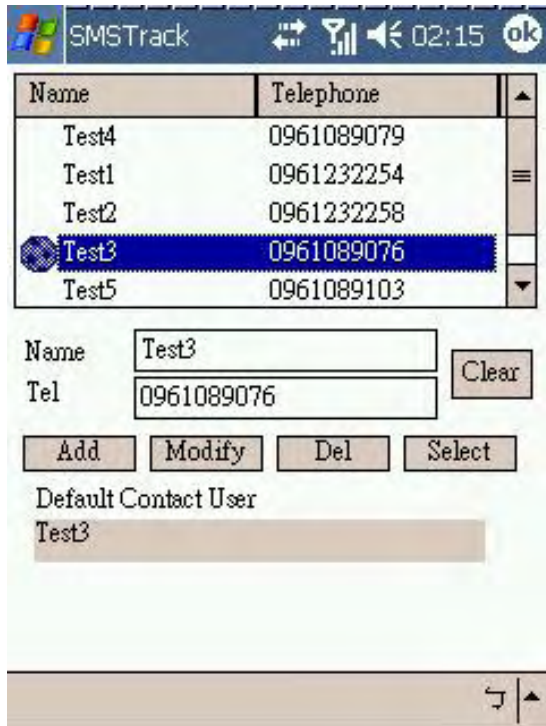 SMSTrack 02:15 ok
Name Telephone
Test4 0961089079
Test1 0961232254
Test2 0961232258
Test3 0961089076
Test5 0961089103
Name Test3
Clear
Tel 0961089076
Add Modify Del Select
Default Contact User
Test3
ㄅ